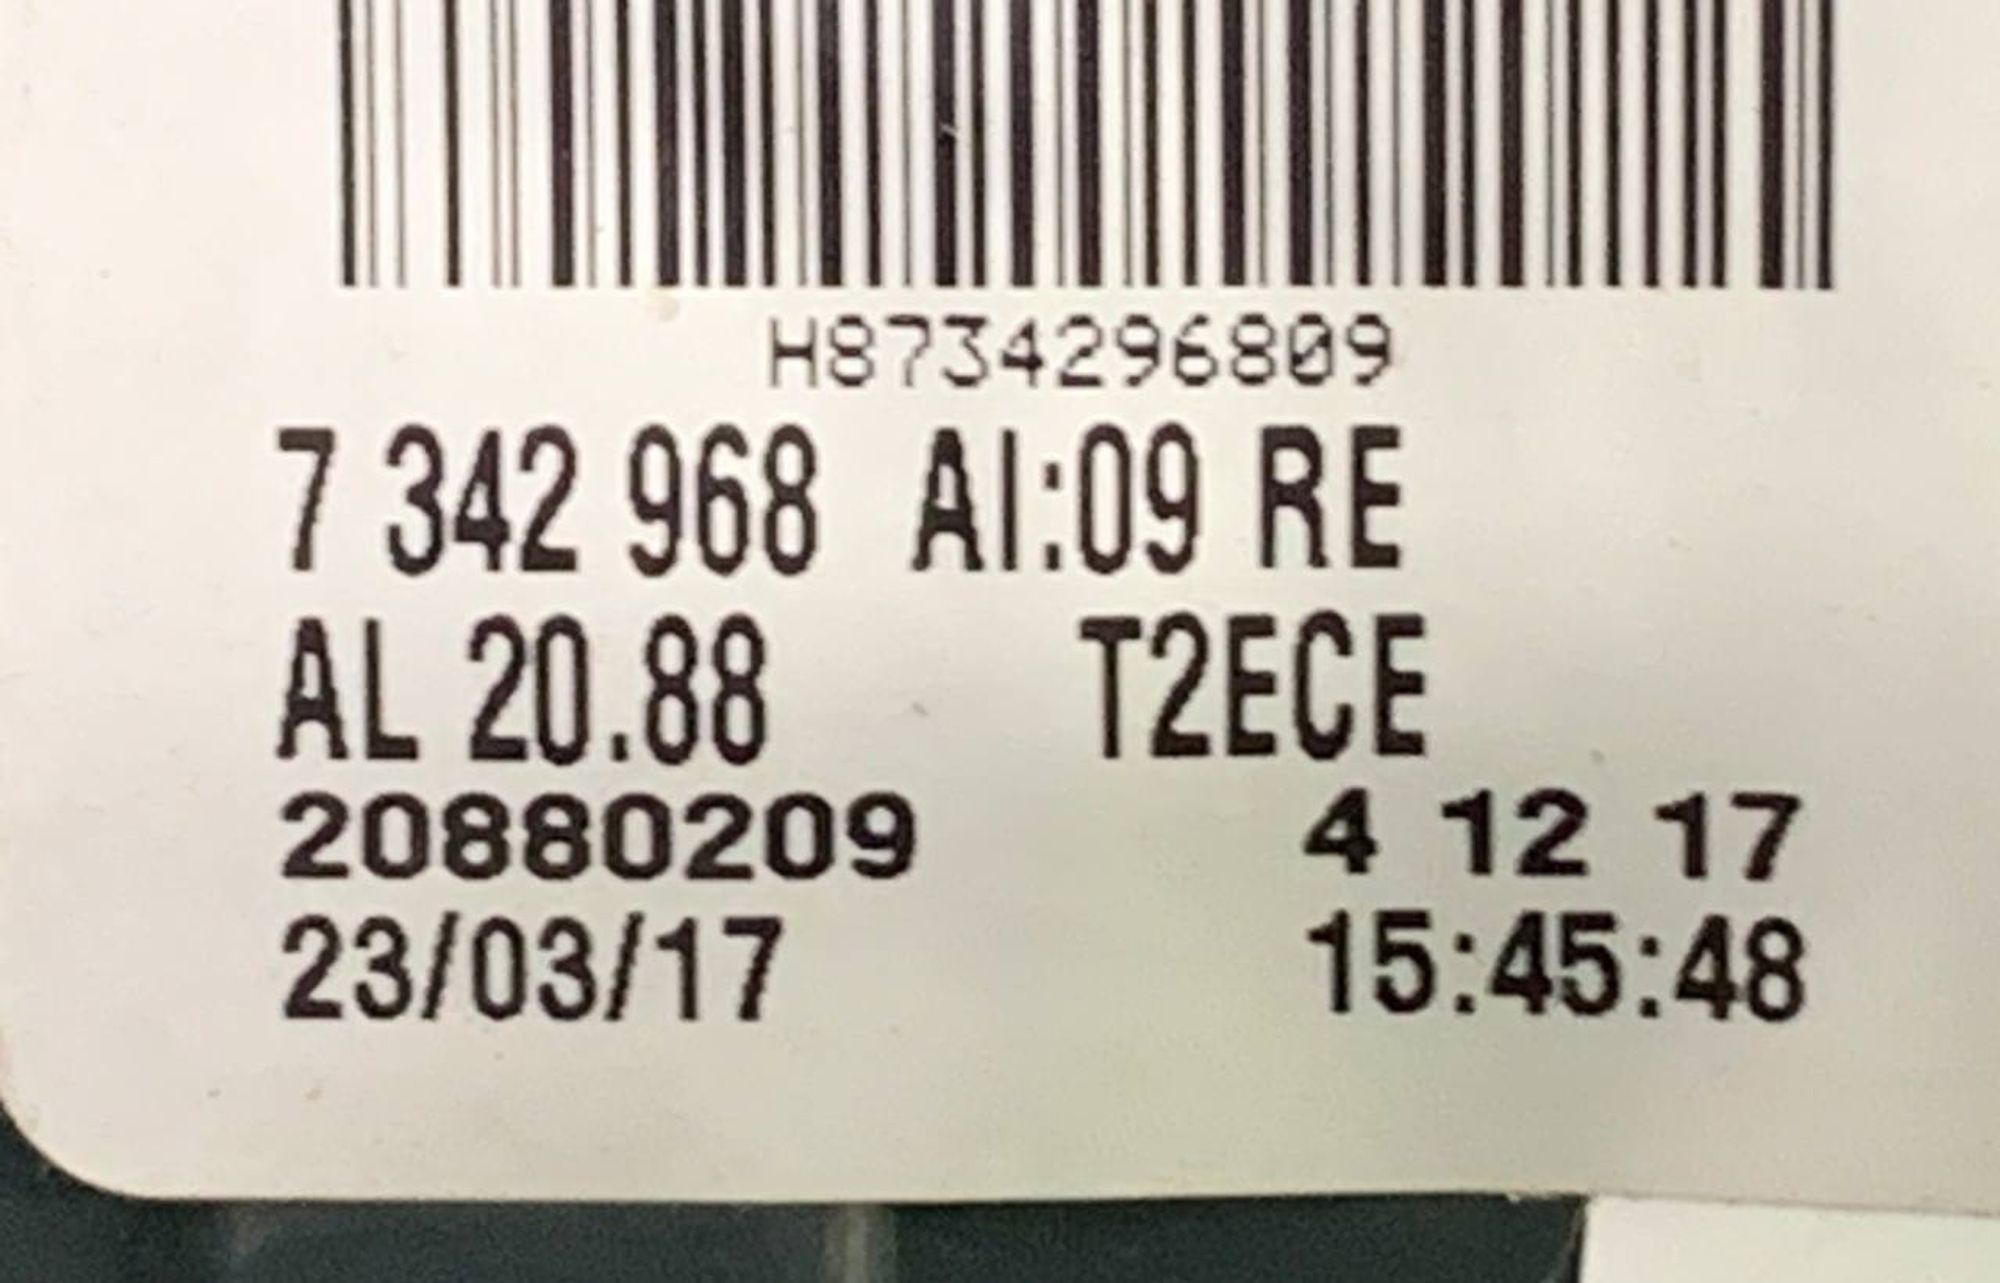 H8734296809
7 342 968 AI:09 RE
AL 20.88 T2ECE
20880209 4 12 17
23/03/17 15:45:48